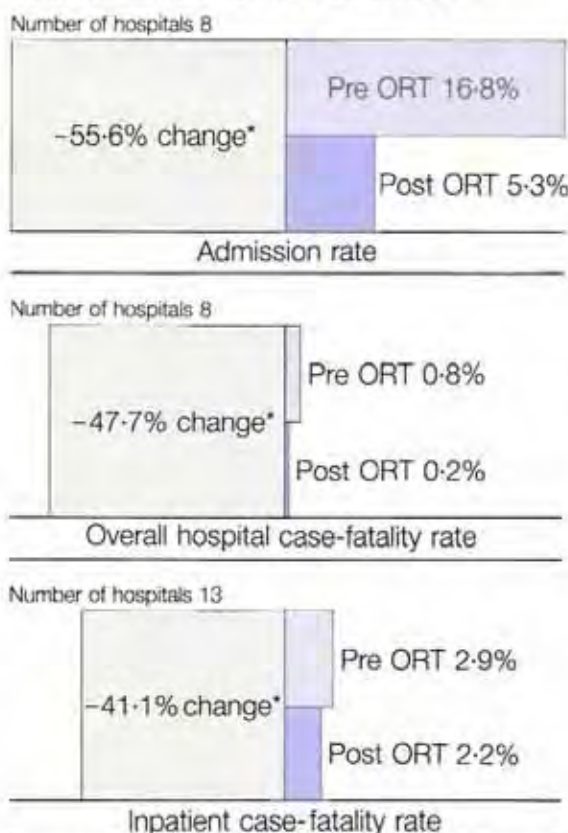 Number of hospitals 8
Pre ORT 16·8%
-55·6% change*
Post ORT 5·3%
Admission rate
Number of hospitals 8
Pre ORT 0·8%
-47·7% change*
Post ORT 0·2%
Overall hospital case-fatality rate
Number of hospitals 13
Pre ORT 2·9%
-41·1% change*
Post ORT 2·2%
Inpatient case-fatality rate